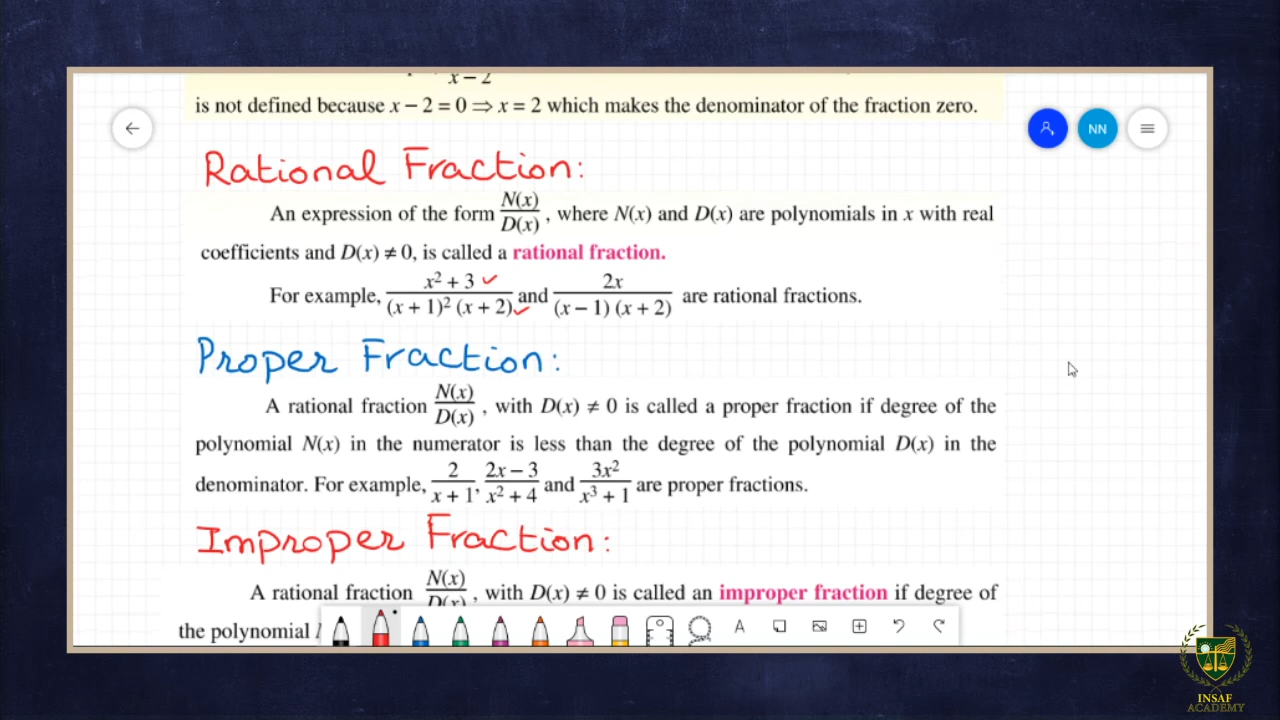 x − 2
is not defined because x − 2 = 0 ⇒ x = 2 which makes the denominator of the fraction zero.
NN
Rational Fraction:
An expression of the form N(x)/D(x), where N(x) and D(x) are polynomials in x with real
coefficients and D(x) ≠ 0, is called a rational fraction.
For example, x² + 3/(x + 1)² (x + 2) and 2x/(x − 1) (x + 2) are rational fractions.
Proper Fraction:
A rational fraction N(x)/D(x), with D(x) ≠ 0 is called a proper fraction if degree of the
polynomial N(x) in the numerator is less than the degree of the polynomial D(x) in the
denominator. For example, 2/x + 1, 2x − 3/x² + 4 and 3x²/x³ + 1 are proper fractions.
Improper Fraction:
A rational fraction N(x)/D(x), with D(x) ≠ 0 is called an improper fraction if degree of
the polynomial
A
INSAF
ACADEMY